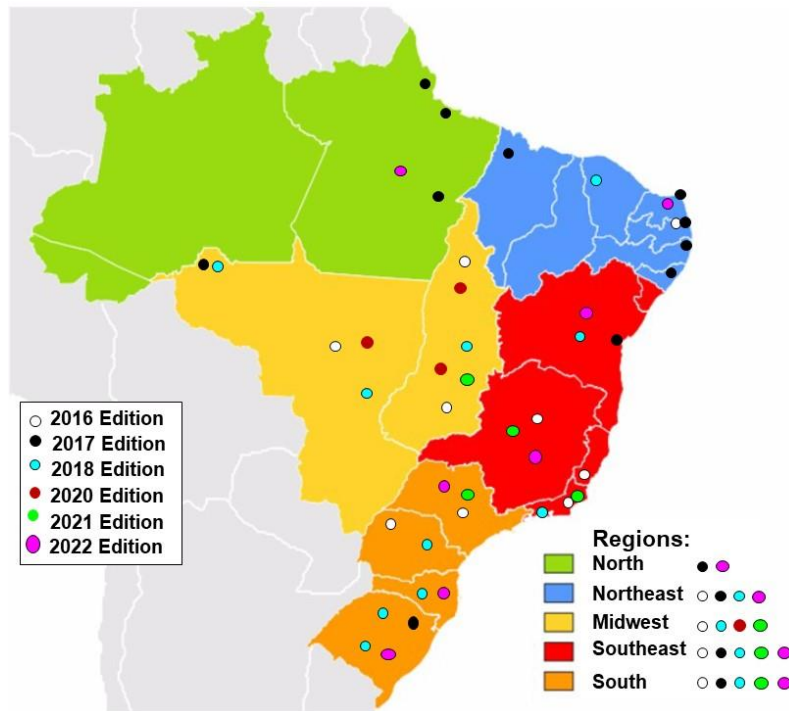 2016 Edition
2017 Edition
2018 Edition
2020 Edition
2021 Edition
2022 Edition
Regions:
North
Northeast
Midwest
Southeast
South